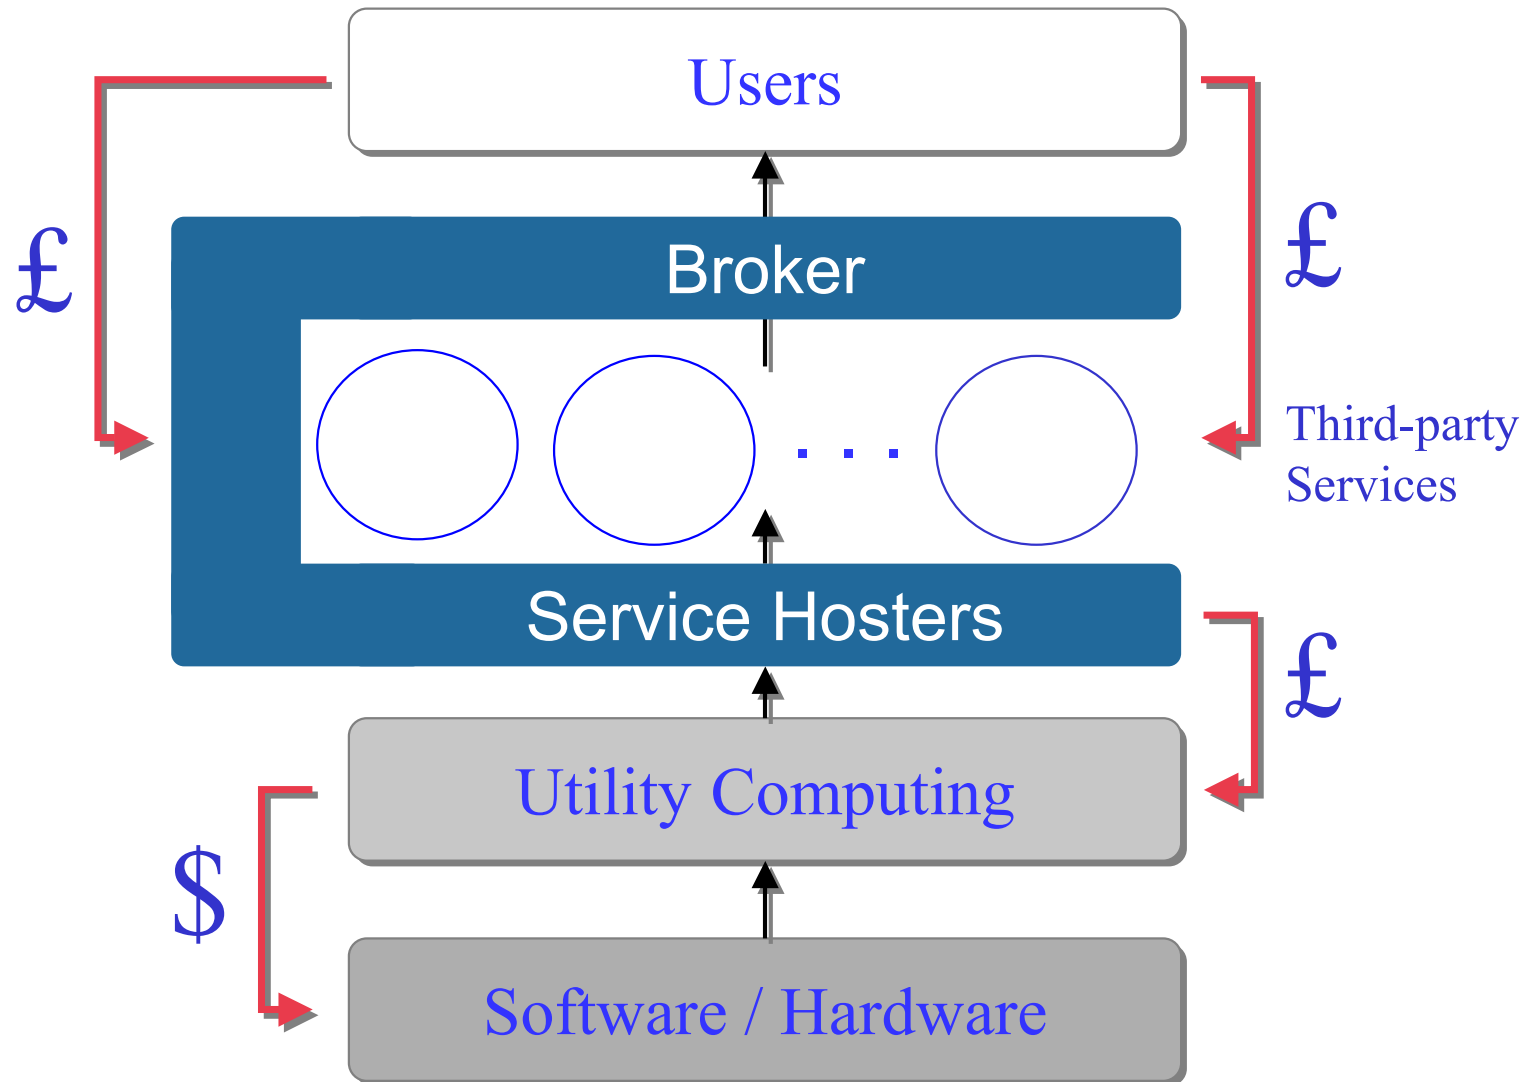 Users
£
£
Broker
. . .
Third-party
Services
Service Hosters
£
Utility Computing
$
Software / Hardware